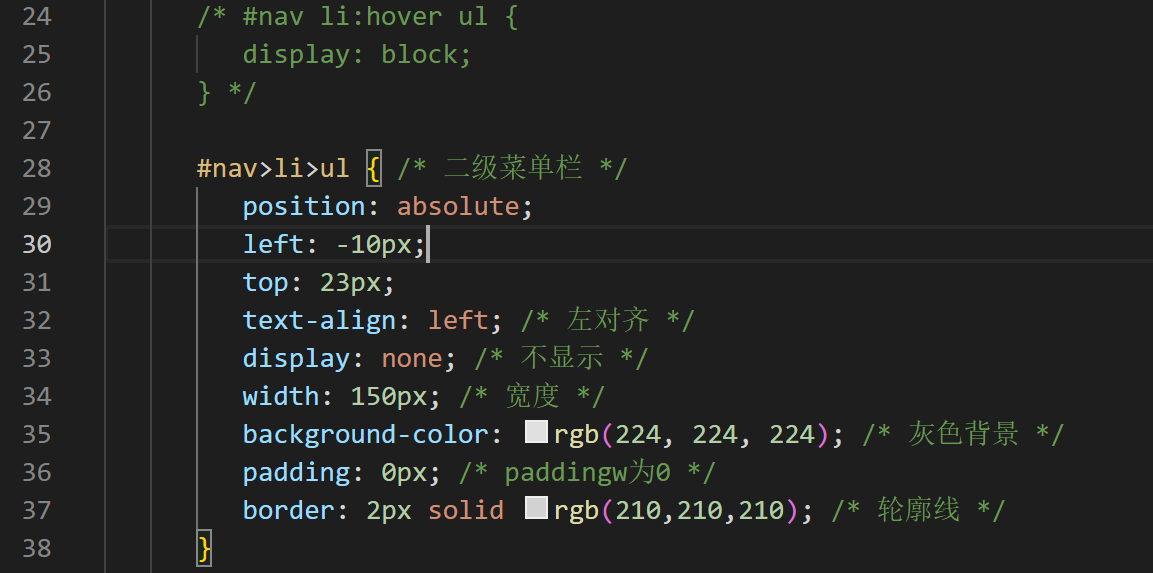 24 /* #nav li:hover ul {
25 display: block;
26 } */
27
28 #nav>li>ul { /* 二级菜单栏 */
29 position: absolute;
30 left: -10px;
31 top: 23px;
32 text-align: left; /* 左对齐 */
33 display: none; /* 不显示 */
34 width: 150px; /* 宽度 */
35 background-color: rgb(224, 224, 224); /* 灰色背景 */
36 padding: 0px; /* paddingw为0 */
37 border: 2px solid rgb(210,210,210); /* 轮廓线 */
38 }